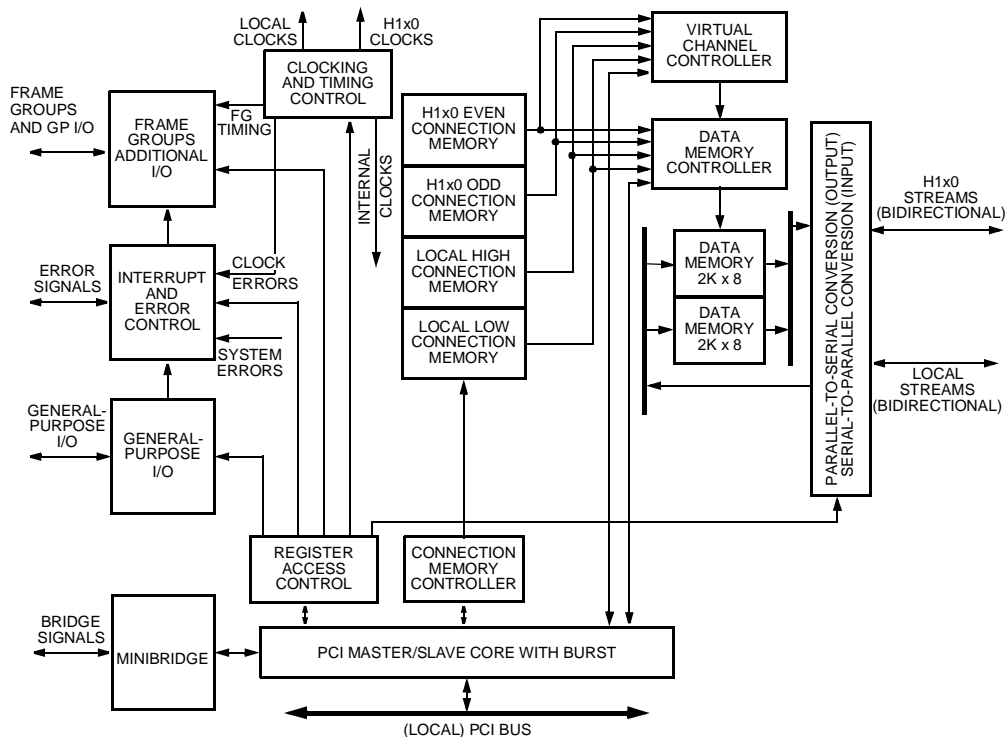 LOCAL
CLOCKS
H1x0
CLOCKS
CLOCKING
AND TIMING
CONTROL
FRAME
GROUPS
AND GP I/O
FRAME
GROUPS
ADDITIONAL
I/O
FG
TIMING
INTERNAL
CLOCKS
H1x0 EVEN
CONNECTION
MEMORY
H1x0 ODD
CONNECTION
MEMORY
LOCAL HIGH
CONNECTION
MEMORY
LOCAL LOW
CONNECTION
MEMORY
VIRTUAL
CHANNEL
CONTROLLER
DATA
MEMORY
CONTROLLER
DATA
MEMORY
2K x 8
DATA
MEMORY
2K x 8
PARALLEL-TO-SERIAL CONVERSION (OUTPUT)
SERIAL-TO-PARALLEL CONVERSION (INPUT)
H1x0
STREAMS
(BIDIRECTIONAL)
LOCAL
STREAMS
(BIDIRECTIONAL)
ERROR
SIGNALS
INTERRUPT
AND
ERROR
CONTROL
CLOCK
ERRORS
SYSTEM
ERRORS
GENERAL-
PURPOSE
I/O
GENERAL-
PURPOSE
I/O
REGISTER
ACCESS
CONTROL
CONNECTION
MEMORY
CONTROLLER
BRIDGE
SIGNALS
MINIBRIDGE
PCI MASTER/SLAVE CORE WITH BURST
(LOCAL) PCI BUS